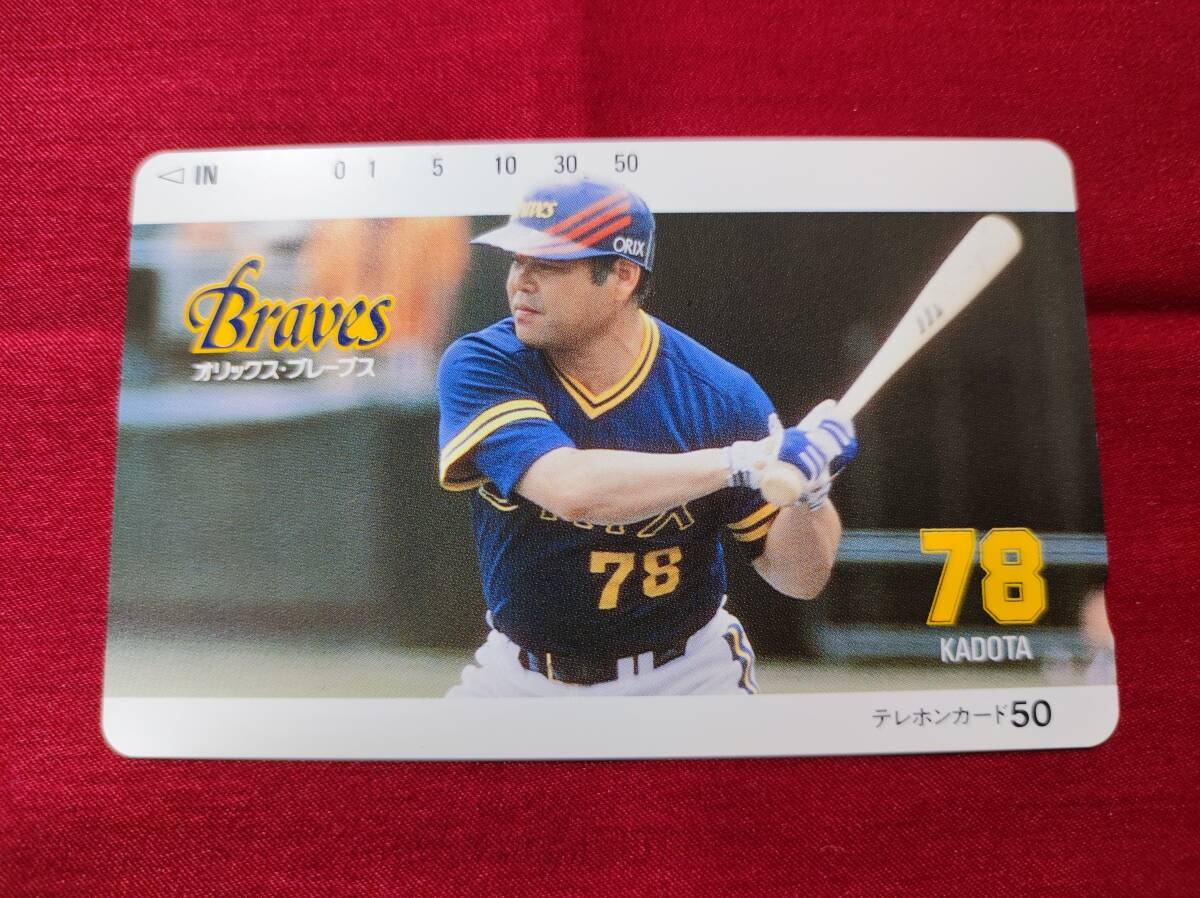 ◁ IN 0 1 5 10 30 50
Braves
ORIX
Braves
オリックス・ブレーブス
78
78
KADOTA
テレホンカード50